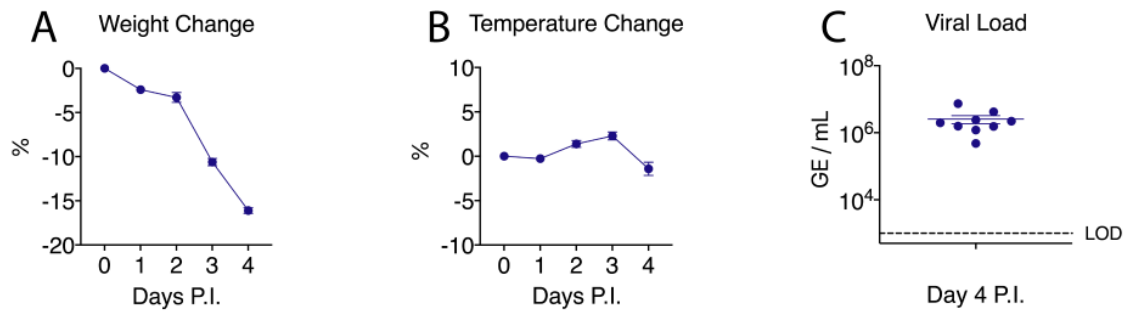 A Weight Change
0
-5
-10
-15
-20
%
0 1 2 3 4
Days P.I.
B Temperature Change
10
5
0
-5
-10
%
0 1 2 3 4
Days P.I.
C Viral Load
10⁸
10⁶
10⁴
GE / mL
LOD
Day 4 P.I.